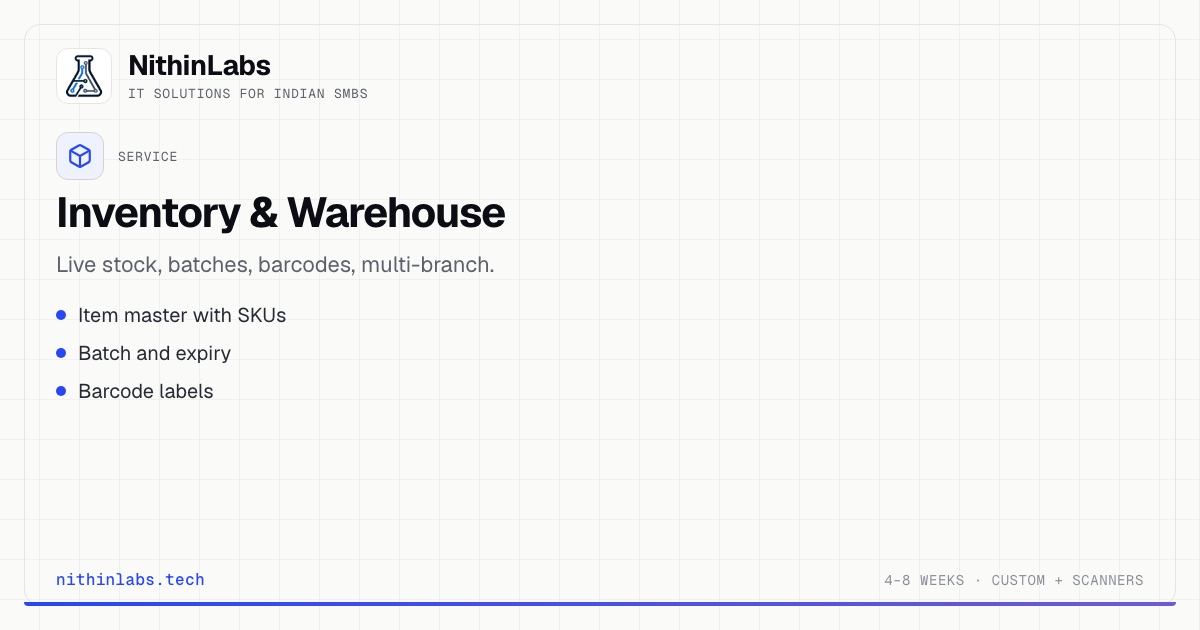 NithinLabs
IT SOLUTIONS FOR INDIAN SMBS
SERVICE
Inventory & Warehouse
Live stock, batches, barcodes, multi-branch.
Item master with SKUs
Batch and expiry
Barcode labels
nithinlabs.tech
4–8 WEEKS · CUSTOM + SCANNERS